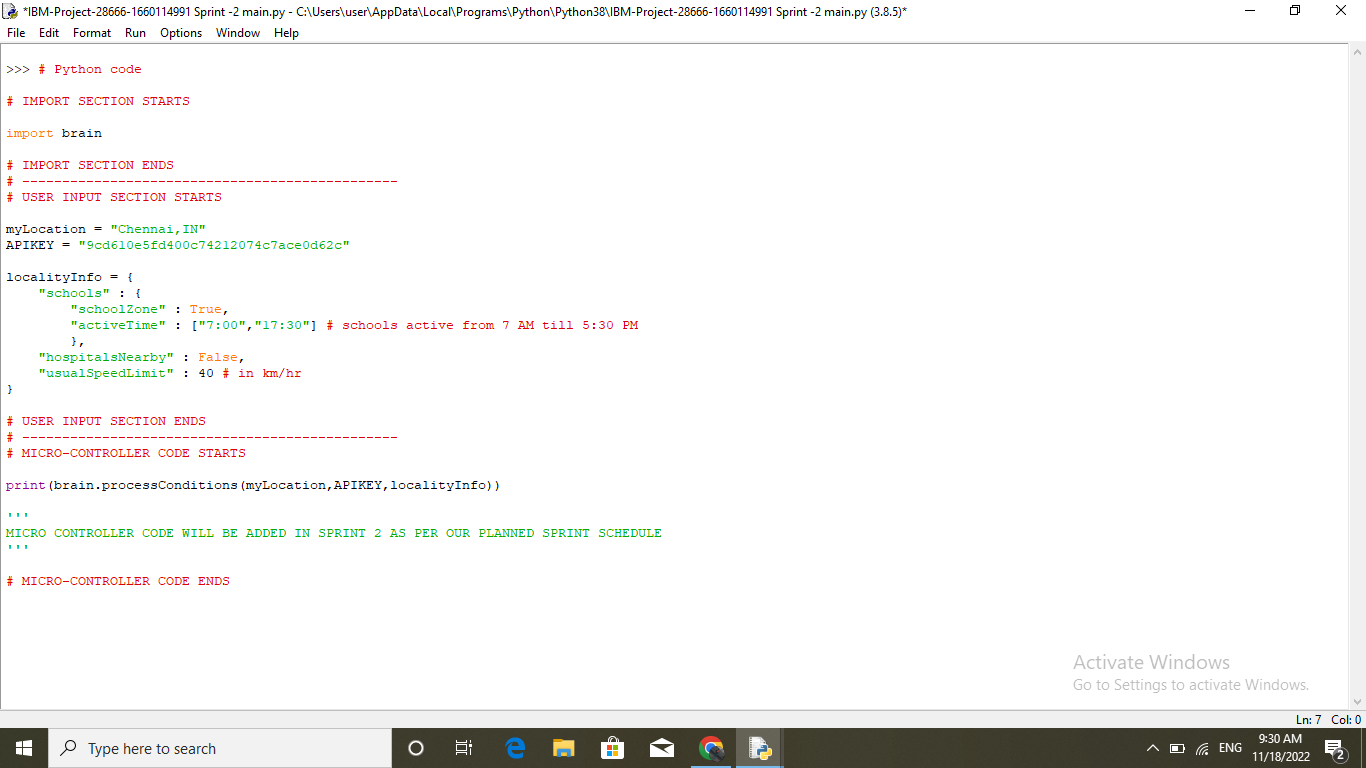 *IBM-Project-28666-1660114991 Sprint -2 main.py - C:\Users\user\AppData\Local\Programs\Python\Python38\IBM-Project-28666-1660114991 Sprint -2 main.py (3.8.5)*
File Edit Format Run Options Window Help
>>> # Python code
# IMPORT SECTION STARTS
import brain
# IMPORT SECTION ENDS
# -----------------------------------------------
# USER INPUT SECTION STARTS
myLocation = "Chennai,IN"
APIKEY = "9cd610e5fd400c74212074c7ace0d62c"
localityInfo = {
    "schools" : {
        "schoolZone" : True,
        "activeTime" : ["7:00","17:30"] # schools active from 7 AM till 5:30 PM
        },
    "hospitalsNearby" : False,
    "usualSpeedLimit" : 40 # in km/hr
}
# USER INPUT SECTION ENDS
# -----------------------------------------------
# MICRO-CONTROLLER CODE STARTS
print(brain.processConditions(myLocation,APIKEY,localityInfo))
'''
MICRO CONTROLLER CODE WILL BE ADDED IN SPRINT 2 AS PER OUR PLANNED SPRINT SCHEDULE
'''
# MICRO-CONTROLLER CODE ENDS
Activate Windows
Go to Settings to activate Windows.
Ln: 7 Col: 0
Type here to search
ENG
9:30 AM
11/18/2022
2